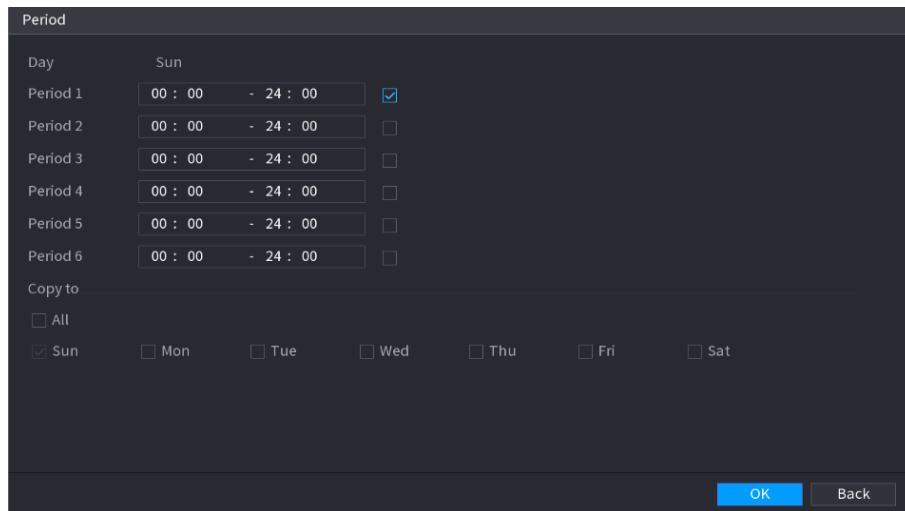 Period
Day Sun
Period 1 00 : 00 - 24 : 00
Period 2 00 : 00 - 24 : 00
Period 3 00 : 00 - 24 : 00
Period 4 00 : 00 - 24 : 00
Period 5 00 : 00 - 24 : 00
Period 6 00 : 00 - 24 : 00
Copy to
All
Sun Mon Tue Wed Thu Fri Sat
OK Back